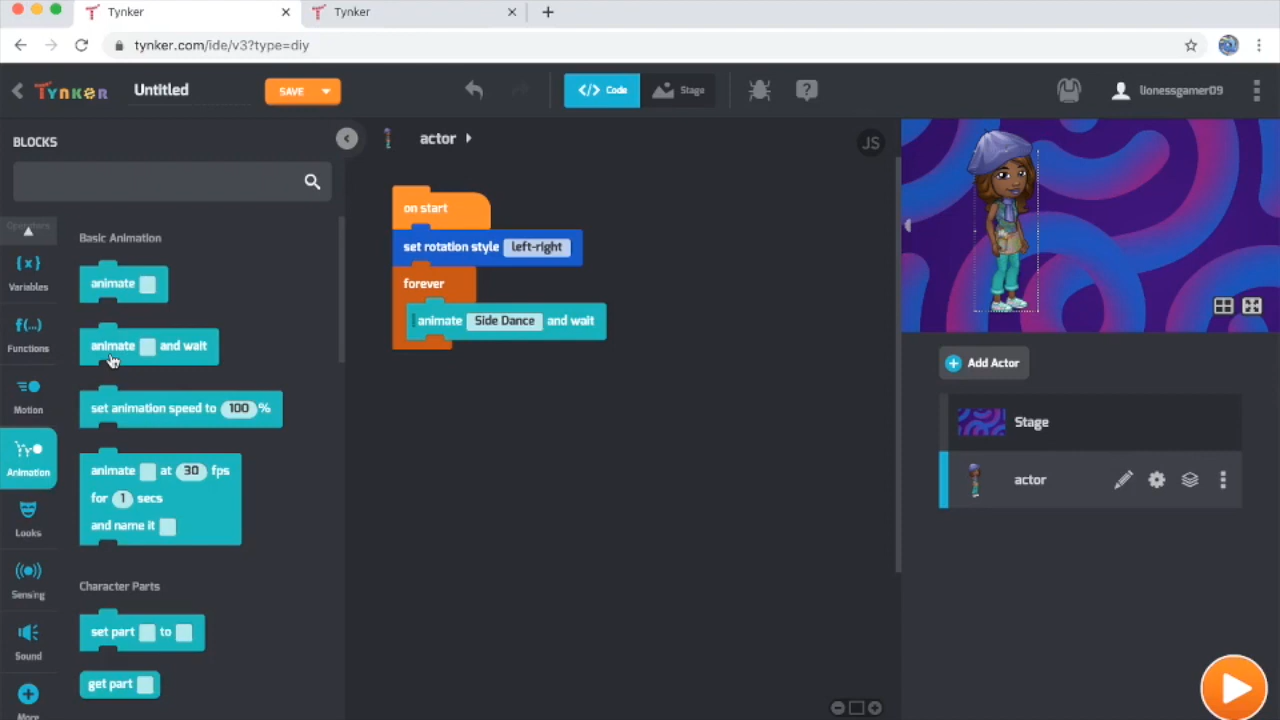 Tynker
Tynker
tynker.com/ide/v3?type=diy
TYNKER
Untitled
SAVE
</> Code
Stage
lionessgamer09
BLOCKS
actor
JS
Operators
{x}
Variables
f(...)
Functions
Motion
Animation
Looks
Sensing
Sound
More
Basic Animation
animate
animate and wait
set animation speed to 100 %
animate at 30 fps
for 1 secs
and name it
Character Parts
set part to
get part
on start
set rotation style left-right
forever
animate Side Dance and wait
Add Actor
Stage
actor